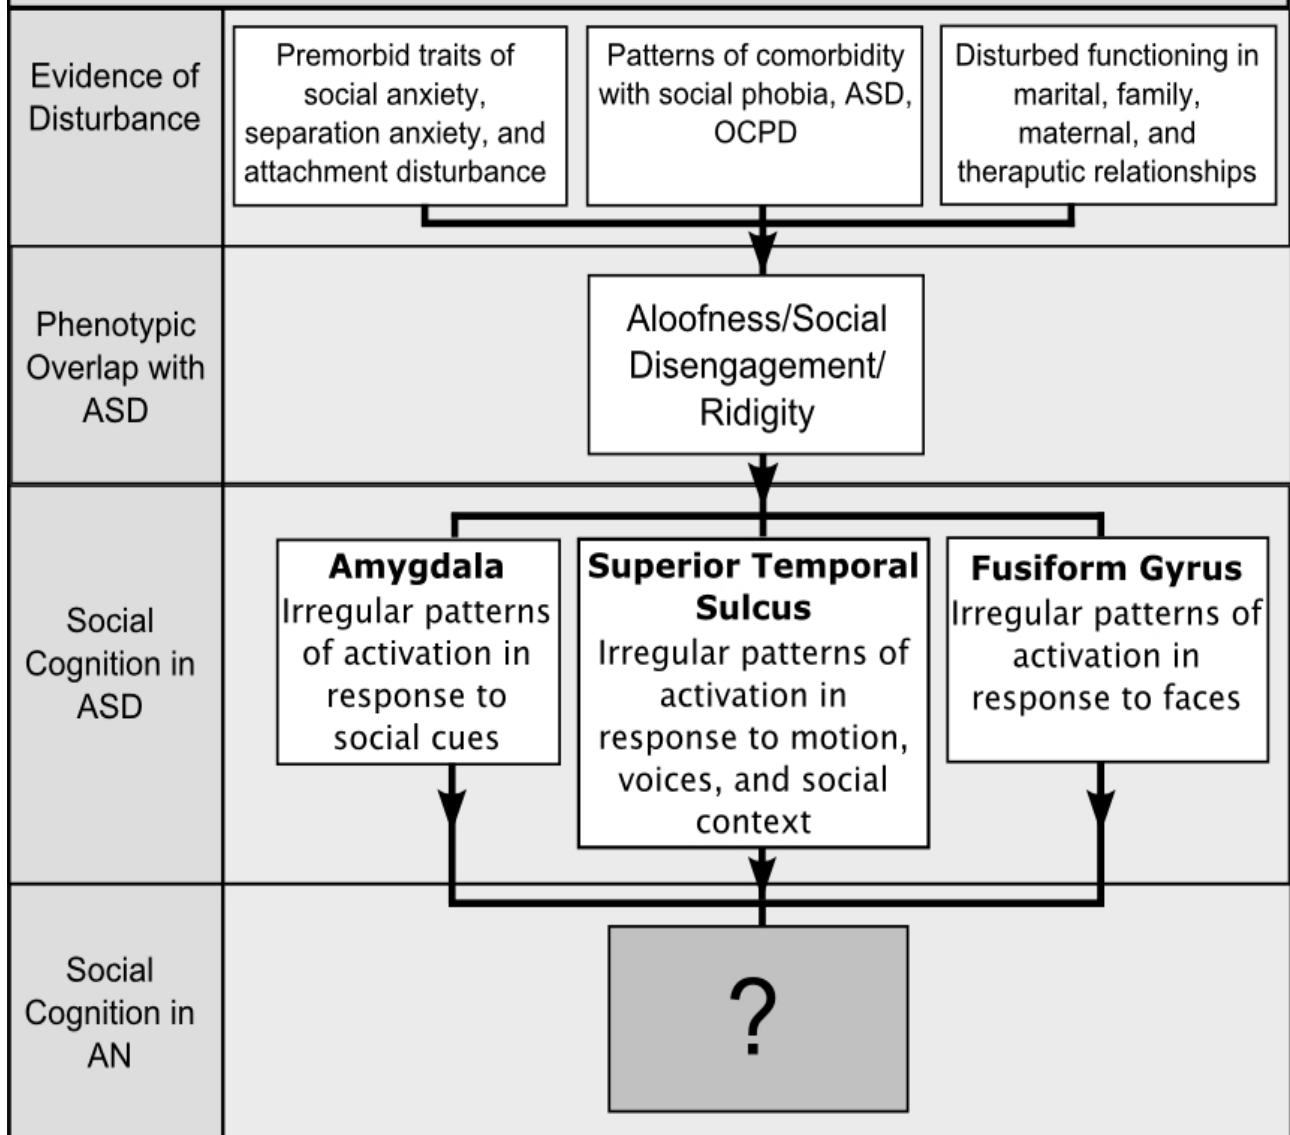 Evidence of
Disturbance
Premorbid traits of
social anxiety,
separation anxiety, and
attachment disturbance
Patterns of comorbidity
with social phobia, ASD,
OCPD
Disturbed functioning in
marital, family,
maternal, and
theraputic relationships
Phenotypic
Overlap with
ASD
Aloofness/Social
Disengagement/
Ridigity
Social
Cognition in
ASD
Amygdala
Irregular patterns
of activation in
response to
social cues
Superior Temporal
Sulcus
Irregular patterns of
activation in
response to motion,
voices, and social
context
Fusiform Gyrus
Irregular patterns of
activation in
response to faces
Social
Cognition in
AN
?